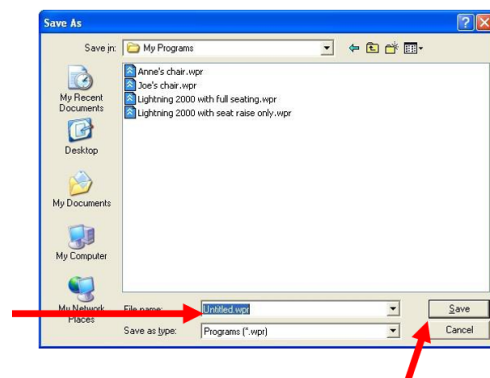 Save As
Save in:
My Programs
Anne's chair.wpr
Joe's chair.wpr
Lightning 2000 with full seating.wpr
Lightning 2000 with seat raise only.wpr
My Recent
Documents
Desktop
My Documents
My Computer
My Network
Places
File name:
Untitled.wpr
Save
Save as type:
Programs (*.wpr)
Cancel